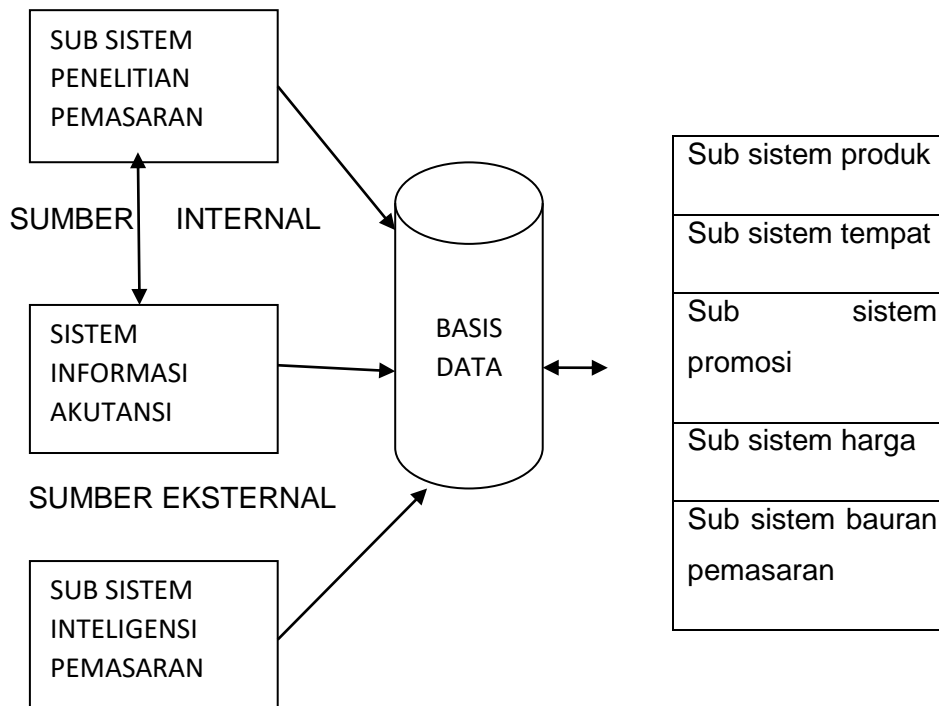 SUB SISTEM
PENELITIAN
PEMASARAN
SUMBER INTERNAL
SISTEM
INFORMASI
AKUTANSI
SUMBER EKSTERNAL
SUB SISTEM
INTELIGENSI
PEMASARAN
BASIS
DATA
Sub sistem produk
Sub sistem tempat
Sub sistem
promosi
Sub sistem harga
Sub sistem bauran
pemasaran